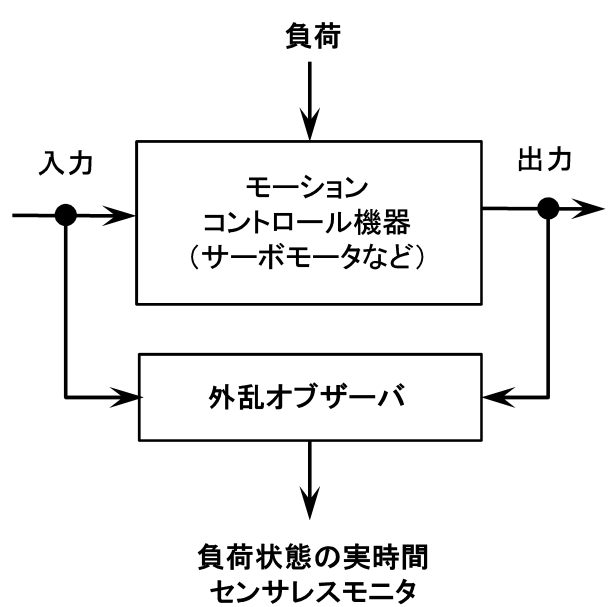 負荷
入力
出力
モーション
コントロール機器
（サーボモータなど）
外乱オブザーバ
負荷状態の実時間
センサレスモニタ